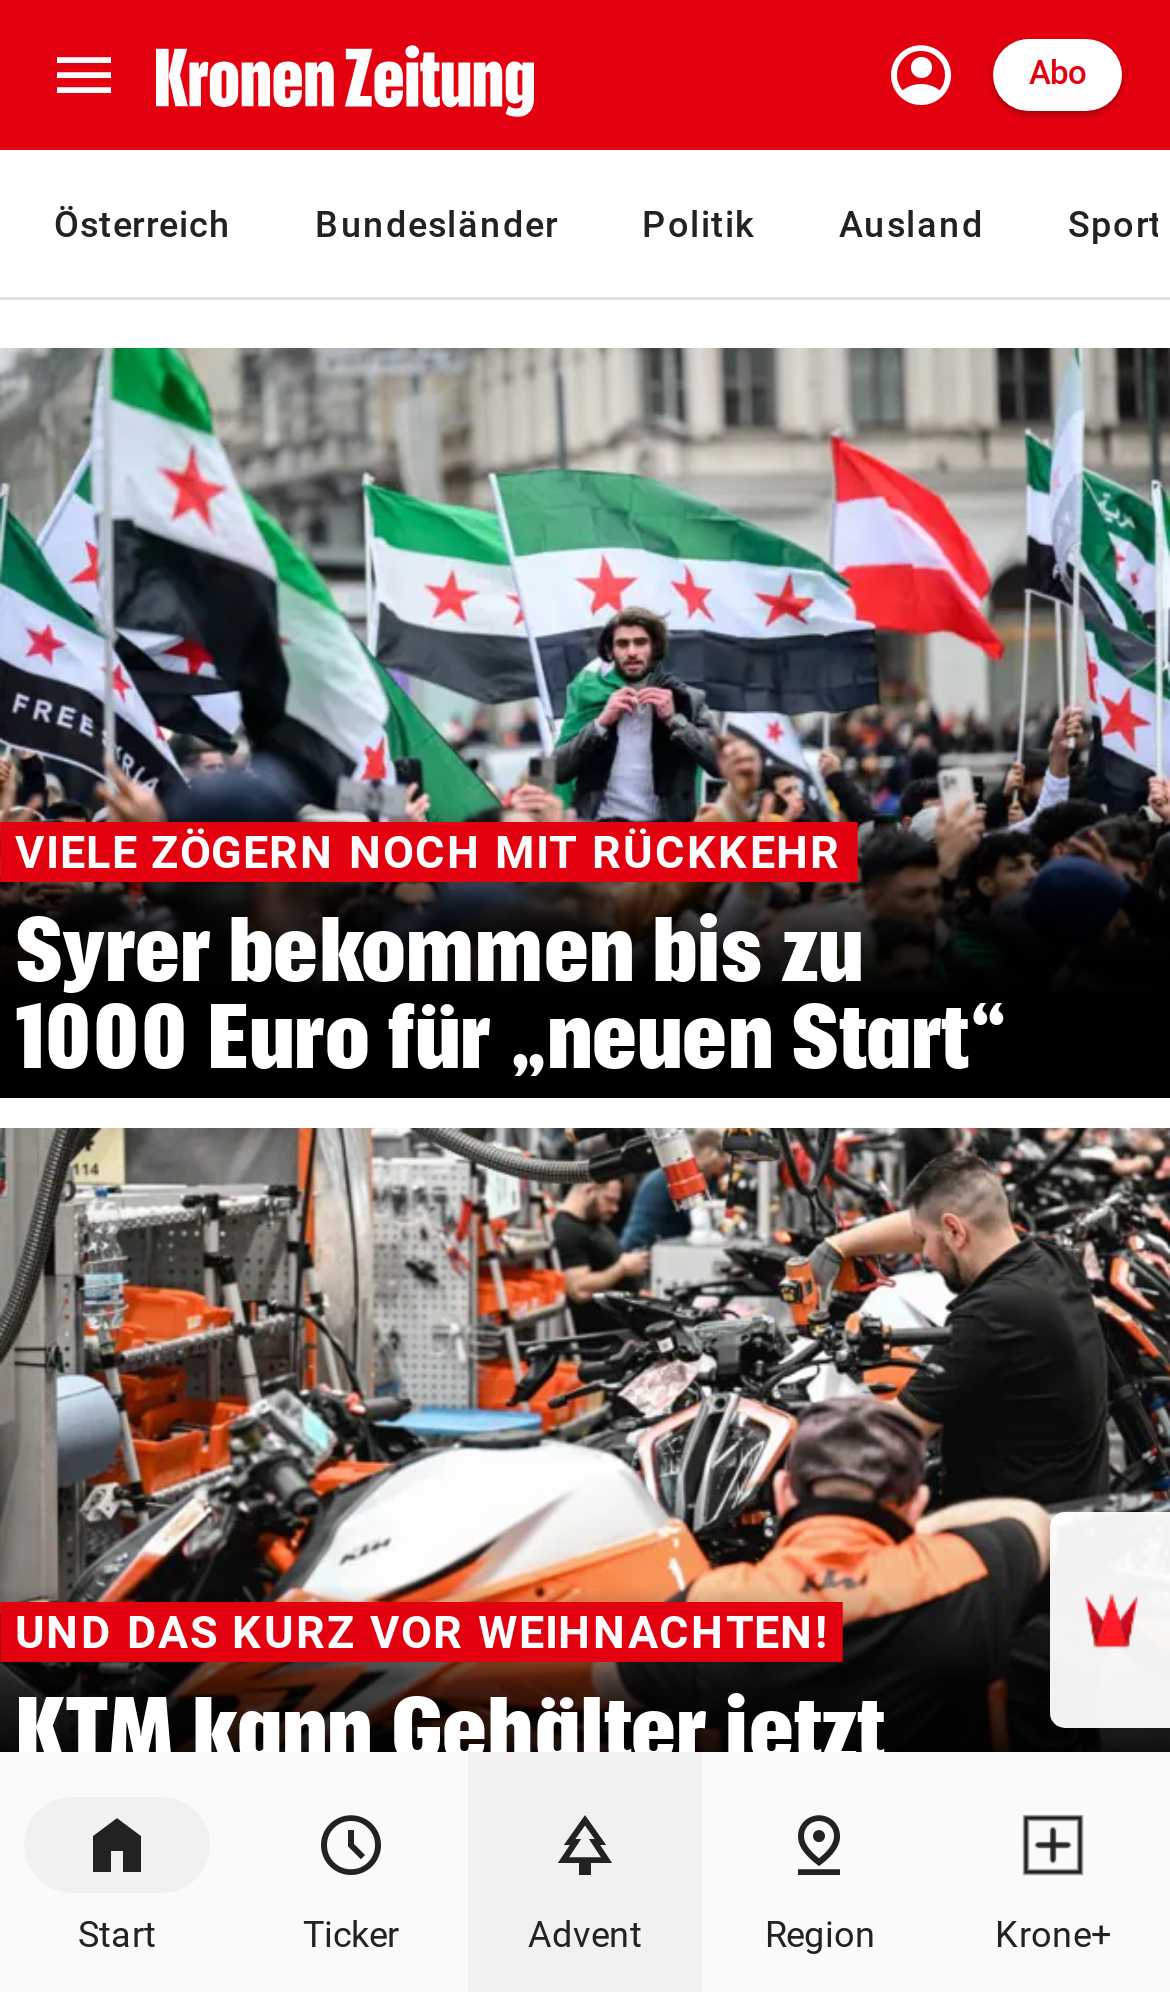 Kronen Zeitung
Abo
Österreich Bundesländer Politik Ausland Sport
FREE
VIELE ZÖGERN NOCH MIT RÜCKKEHR
Syrer bekommen bis zu
1000 Euro für „neuen Start“
114
KTM
UND DAS KURZ VOR WEIHNACHTEN!
KTM kann Gehälter jetzt
Start Ticker Advent Region Krone+